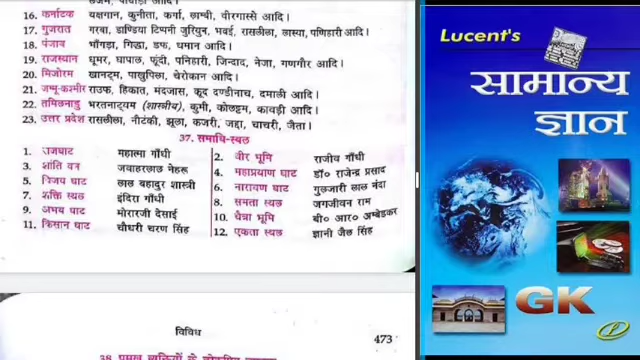 16. कर्नाटक यक्षगान, कुनीता, कर्गा, लाम्बी, वीरगास्से आदि।
17. गुजरात गरबा, डाण्डिया टिप्पनी जुरियुन, भवई, रासलीला, लास्या, पणिहारी आदि।
18. पंजाब भाँगड़ा, गिद्धा, डफ, धमान आदि।
19. राजस्थान घूमर, घापाल, फूंदी, पनिहारी, जिन्दाद, नेजा, गणगौर आदि।
20. मिजोरम खानट्म, पाखुपिला, चेरोकान आदि।
21. जम्मू-कश्मीर राउफ, हिकात, मंदजास, कूद दण्डीनाच, दमाली आदि।
22. तमिलनाडु भरतनाट्यम (शास्त्रीय), कुमी, कोलट्टम, कावड़ी आदि।
23. उत्तर प्रदेश रासलीला, नौटंकी, झूला, कजरी, जद्दा, चाचरी, जैता।
37. समाधि-स्थल
1. राजघाट महात्मा गाँधी 2. वीर भूमि राजीव गाँधी
3. शांति वन जवाहरलाल नेहरू 4. महाप्रयाण घाट डॉ० राजेन्द्र प्रसाद
5. विजय घाट लाल बहादुर शास्त्री 6. नारायण घाट गुलजारी लाल नंदा
7. शक्ति स्थल इंदिरा गाँधी 8. समता स्थल जगजीवन राम
9. अभय घाट मोरारजी देसाई 10. चैत्रा भूमि बी० आर० अम्बेडकर
11. किसान घाट चौधरी चरण सिंह 12. एकता स्थल ज्ञानी जैल सिंह
विविध 473
38. प्रमुख व्यक्तियों के
Lucent's
सामान्य
ज्ञान
GK